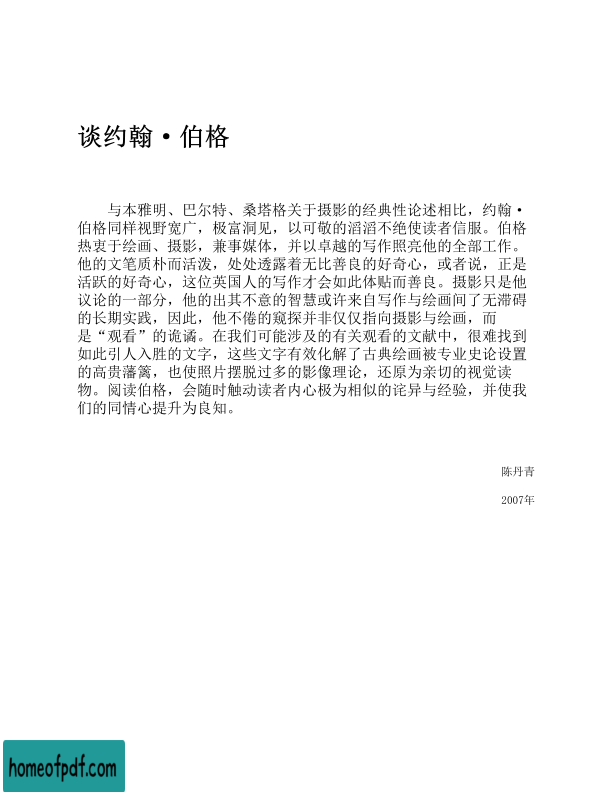 谈约翰·伯格
与本雅明、巴尔特、桑塔格关于摄影的经典性论述相比，约翰·
伯格同样视野宽广，极富洞见，以可敬的滔滔不绝使读者信服。伯格
热衷于绘画、摄影，兼事媒体，并以卓越的写作照亮他的全部工作。
他的文笔质朴而活泼，处处透露着无比善良的好奇心，或者说，正是
活跃的好奇心，这位英国人的写作才会如此体贴而善良。摄影只是他
议论的一部分，他的出其不意的智慧或许来自写作与绘画间了无滞碍
的长期实践，因此，他不倦的窥探并非仅仅指向摄影与绘画，而
是“观看”的诡谲。在我们可能涉及的有关观看的文献中，很难找到
如此引人入胜的文字，这些文字有效化解了古典绘画被专业史论设置
的高贵藩篱，也使照片摆脱过多的影像理论，还原为亲切的视觉读
物。阅读伯格，会随时触动读者内心极为相似的诧异与经验，并使我
们的同情心提升为良知。
陈丹青
2007年
homeofpdf.com